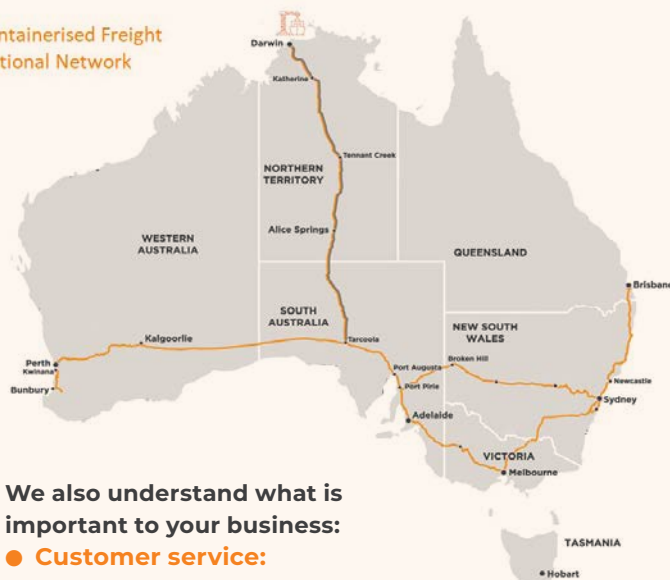 ntainerised Freight
tional Network
Darwin
Katherine
Tennant Creek
NORTHERN
TERRITORY
Alice Springs
WESTERN
AUSTRALIA
QUEENSLAND
Brisbane
SOUTH
AUSTRALIA
NEW SOUTH
WALES
Kalgoorlie
Tarcoola
Perth
Kwinana
Bunbury
Port Augusta
Broken Hill
Port Pirie
Newcastle
Sydney
Adelaide
VICTORIA
Melbourne
We also understand what is
important to your business:
● Customer service:
TASMANIA
Hobart